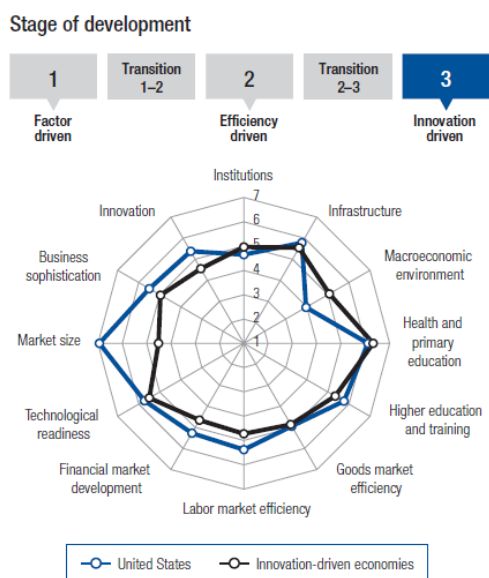 Stage of development
1
Transition
1–2
2
Transition
2–3
3
Factor
driven
Efficiency
driven
Innovation
driven
Institutions
7
6
5
4
3
2
1
Infrastructure
Macroeconomic
environment
Health and
primary
education
Higher education
and training
Goods market
efficiency
Labor market efficiency
Financial market
development
Technological
readiness
Market size
Business
sophistication
Innovation
United States
Innovation-driven economies